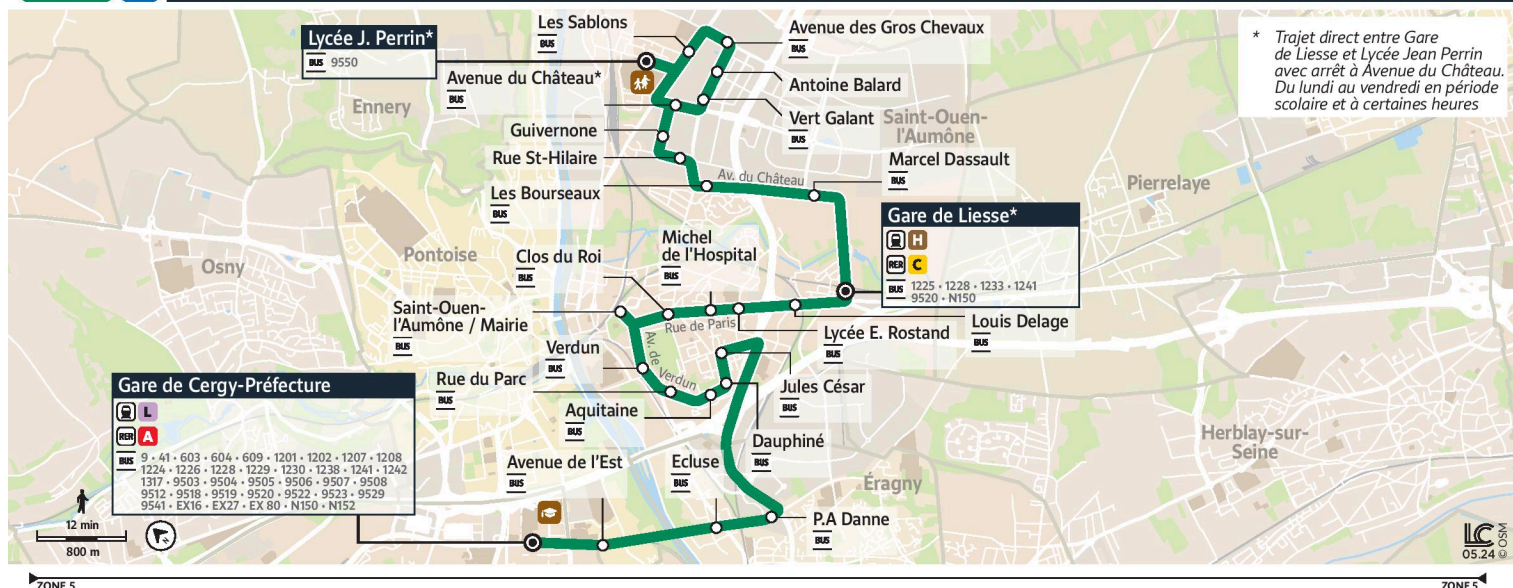 Les Sablons
BUS
Lycée J. Perrin*
BUS 9550
Avenue du Château*
BUS
Ennery
Guivernone
Rue St-Hilaire
Les Bourseaux
BUS
Avenue des Gros Chevaux
BUS
Antoine Balard
Vert Galant
BUS
Saint-Ouen-
l'Aumône
Marcel Dassault
BUS
Av. du Château
* Trajet direct entre Gare
de Liesse et Lycée Jean Perrin
avec arrêt à Avenue du Château.
Du lundi au vendredi en période
scolaire et à certaines heures
Pierrelaye
Gare de Liesse*
H
RER C
BUS 1225 • 1228 • 1233 • 1241
9520 • N150
Osny
Pontoise
Clos du Roi
BUS
Michel
de l'Hospital
BUS
Saint-Ouen-
l'Aumône / Mairie
BUS
Rue de Paris
Louis Delage
BUS
Lycée E. Rostand
BUS
Verdun
BUS
Av. de Verdun
Rue du Parc
BUS
Jules César
BUS
Aquitaine
BUS
Dauphiné
BUS
Gare de Cergy-Préfecture
L
RER A
BUS 9 • 41 • 603 • 604 • 609 • 1201 • 1202 • 1207 • 1208
1224 • 1226 • 1228 • 1229 • 1230 • 1238 • 1241 • 1242
1317 • 9503 • 9504 • 9505 • 9506 • 9507 • 9508
9512 • 9518 • 9519 • 9520 • 9522 • 9523 • 9529
9541 • EX16 • EX27 • EX 80 • N150 • N152
Avenue de l'Est
BUS
Ecluse
BUS
P.A Danne
BUS
Éragny
Herblay-sur-
Seine
12 min
800 m
LC
05.24 © OSM
ZONE 5
ZONE 5